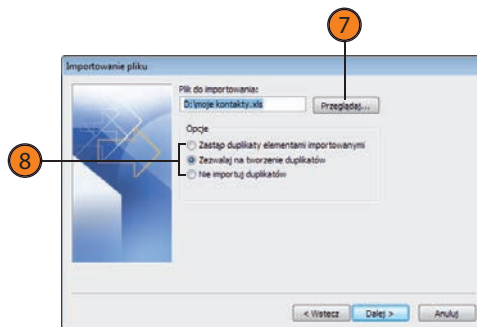 7
Importowanie pliku
Plik do importowania:
D:\moje kontakty.xls
Przeglądaj...
Opcje
Zastąp duplikaty elementami importowanymi
8
Zezwalaj na tworzenie duplikatów
Nie importuj duplikatów
< Wstecz
Dalej >
Anuluj